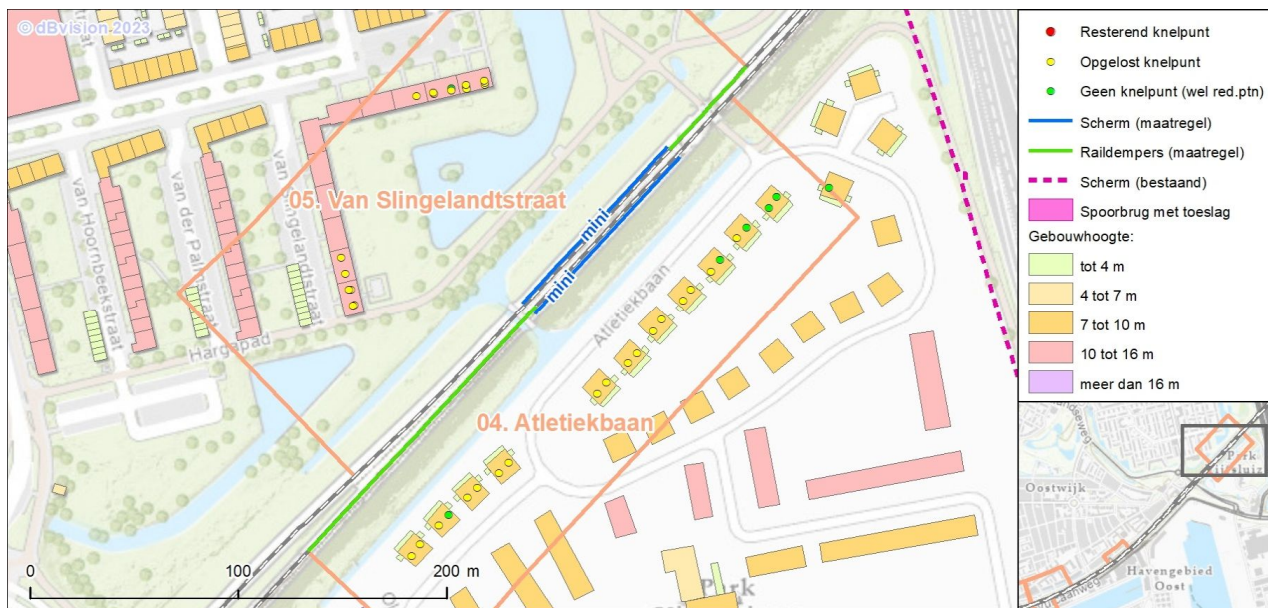 © dBvision 2023
straat
05. Van Slingelandtstraat
van Hoornbeekstraat
van der Palmstraat
van Slingelandtstraat
Hargapad
mini
mini
Atletiekbaan
04. Atletiekbaan
Park
0 100 200 m
Resterend knelpunt
Opgelost knelpunt
Geen knelpunt (wel red.ptn)
Scherm (maatregel)
Raildempers (maatregel)
Scherm (bestaand)
Spoorbrug met toeslag
Gebouwhoogte:
tot 4 m
4 tot 7 m
7 tot 10 m
10 tot 16 m
meer dan 16 m
Park
Oostwijk
Havengebied
Oost